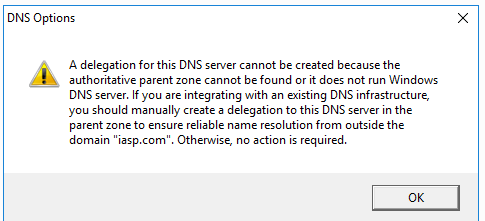 DNS Options
A delegation for this DNS server cannot be created because the
authoritative parent zone cannot be found or it does not run Windows
DNS server. If you are integrating with an existing DNS infrastructure,
you should manually create a delegation to this DNS server in the
parent zone to ensure reliable name resolution from outside the
domain "iasp.com". Otherwise, no action is required.
OK